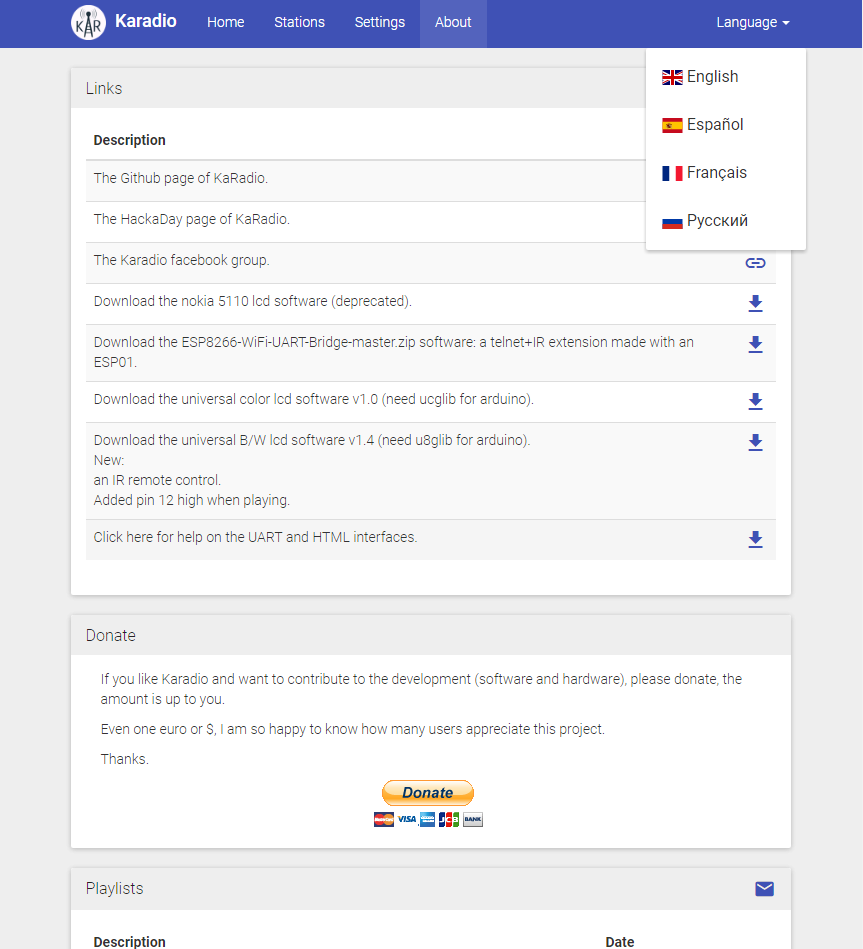 KAR
Karadio
Home
Stations
Settings
About
Language
English
Español
Français
Русский
Links
Description
The Github page of KaRadio.
The HackaDay page of KaRadio.
The Karadio facebook group.
Download the nokia 5110 lcd software (deprecated).
Download the ESP8266-WiFi-UART-Bridge-master.zip software: a telnet+IR extension made with an
ESP01.
Download the universal color lcd software v1.0 (need ucglib for arduino).
Download the universal B/W lcd software v1.4 (need u8glib for arduino).
New:
an IR remote control.
Added pin 12 high when playing.
Click here for help on the UART and HTML interfaces.
Donate
If you like Karadio and want to contribute to the development (software and hardware), please donate, the
amount is up to you.
Even one euro or $, I am so happy to know how many users appreciate this project.
Thanks.
Donate
MasterCard VISA JCB BANK
Playlists
Description
Date